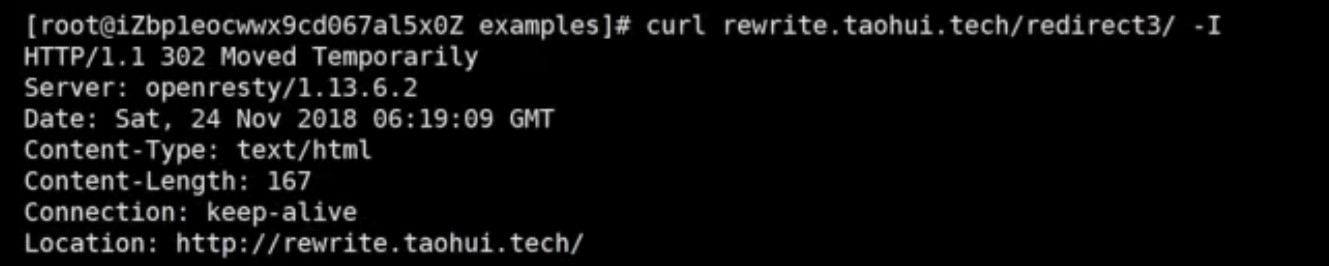 [root@iZbp1eocwwx9cd067al5x0Z examples]# curl rewrite.taohui.tech/redirect3/ -I
HTTP/1.1 302 Moved Temporarily
Server: openresty/1.13.6.2
Date: Sat, 24 Nov 2018 06:19:09 GMT
Content-Type: text/html
Content-Length: 167
Connection: keep-alive
Location: http://rewrite.taohui.tech/